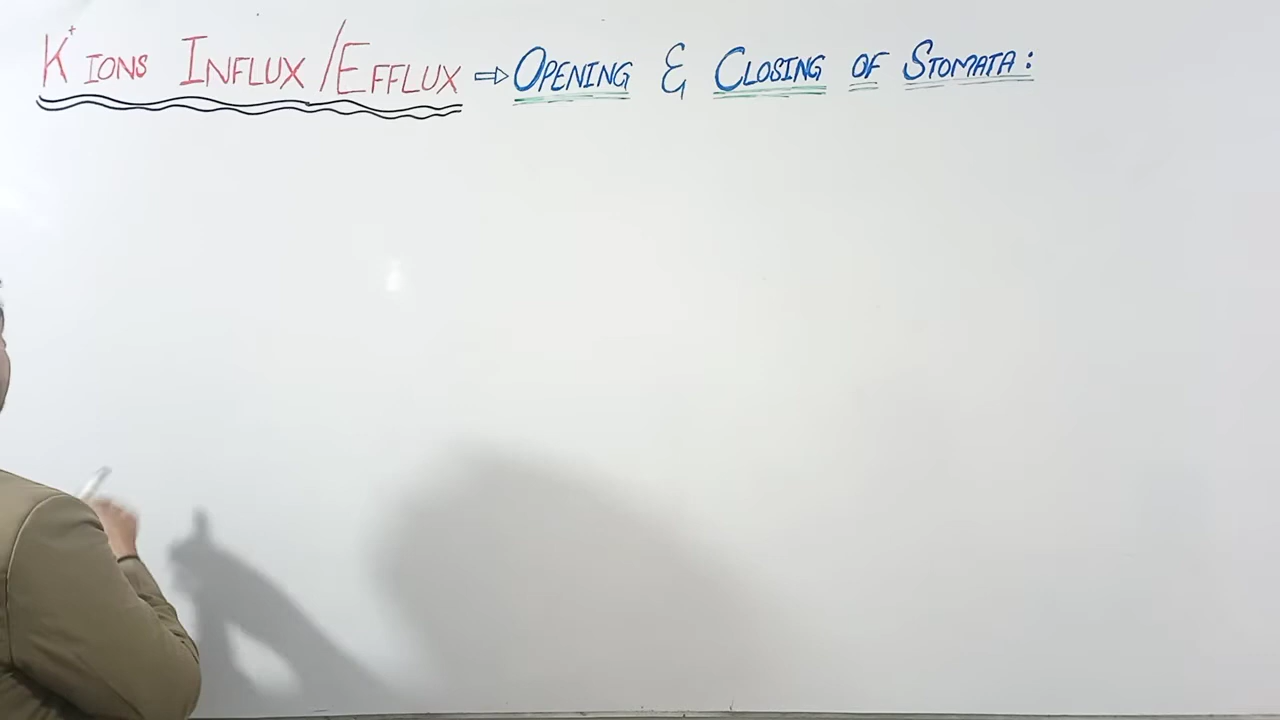 K⁺ IONS INFLUX/EFFLUX ⇒ OPENING & CLOSING OF STOMATA: